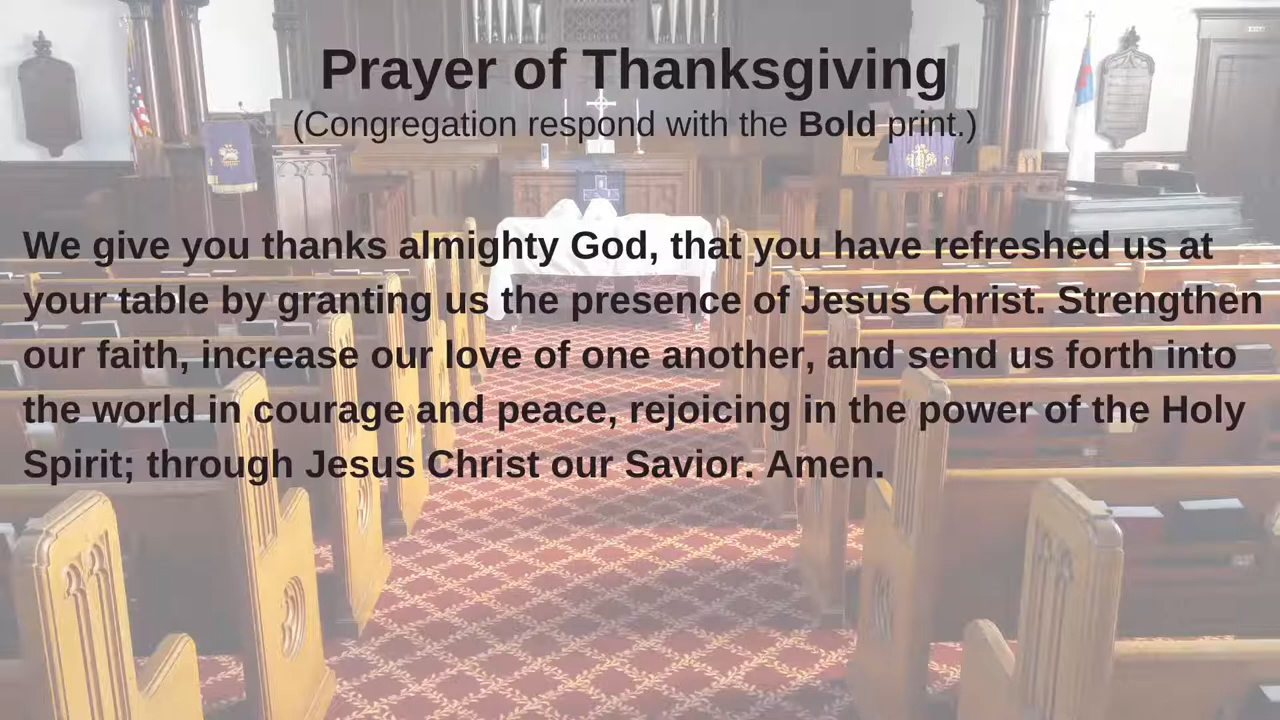 Prayer of Thanksgiving
(Congregation respond with the Bold print.)
We give you thanks almighty God, that you have refreshed us at
your table by granting us the presence of Jesus Christ. Strengthen
our faith, increase our love of one another, and send us forth into
the world in courage and peace, rejoicing in the power of the Holy
Spirit; through Jesus Christ our Savior. Amen.